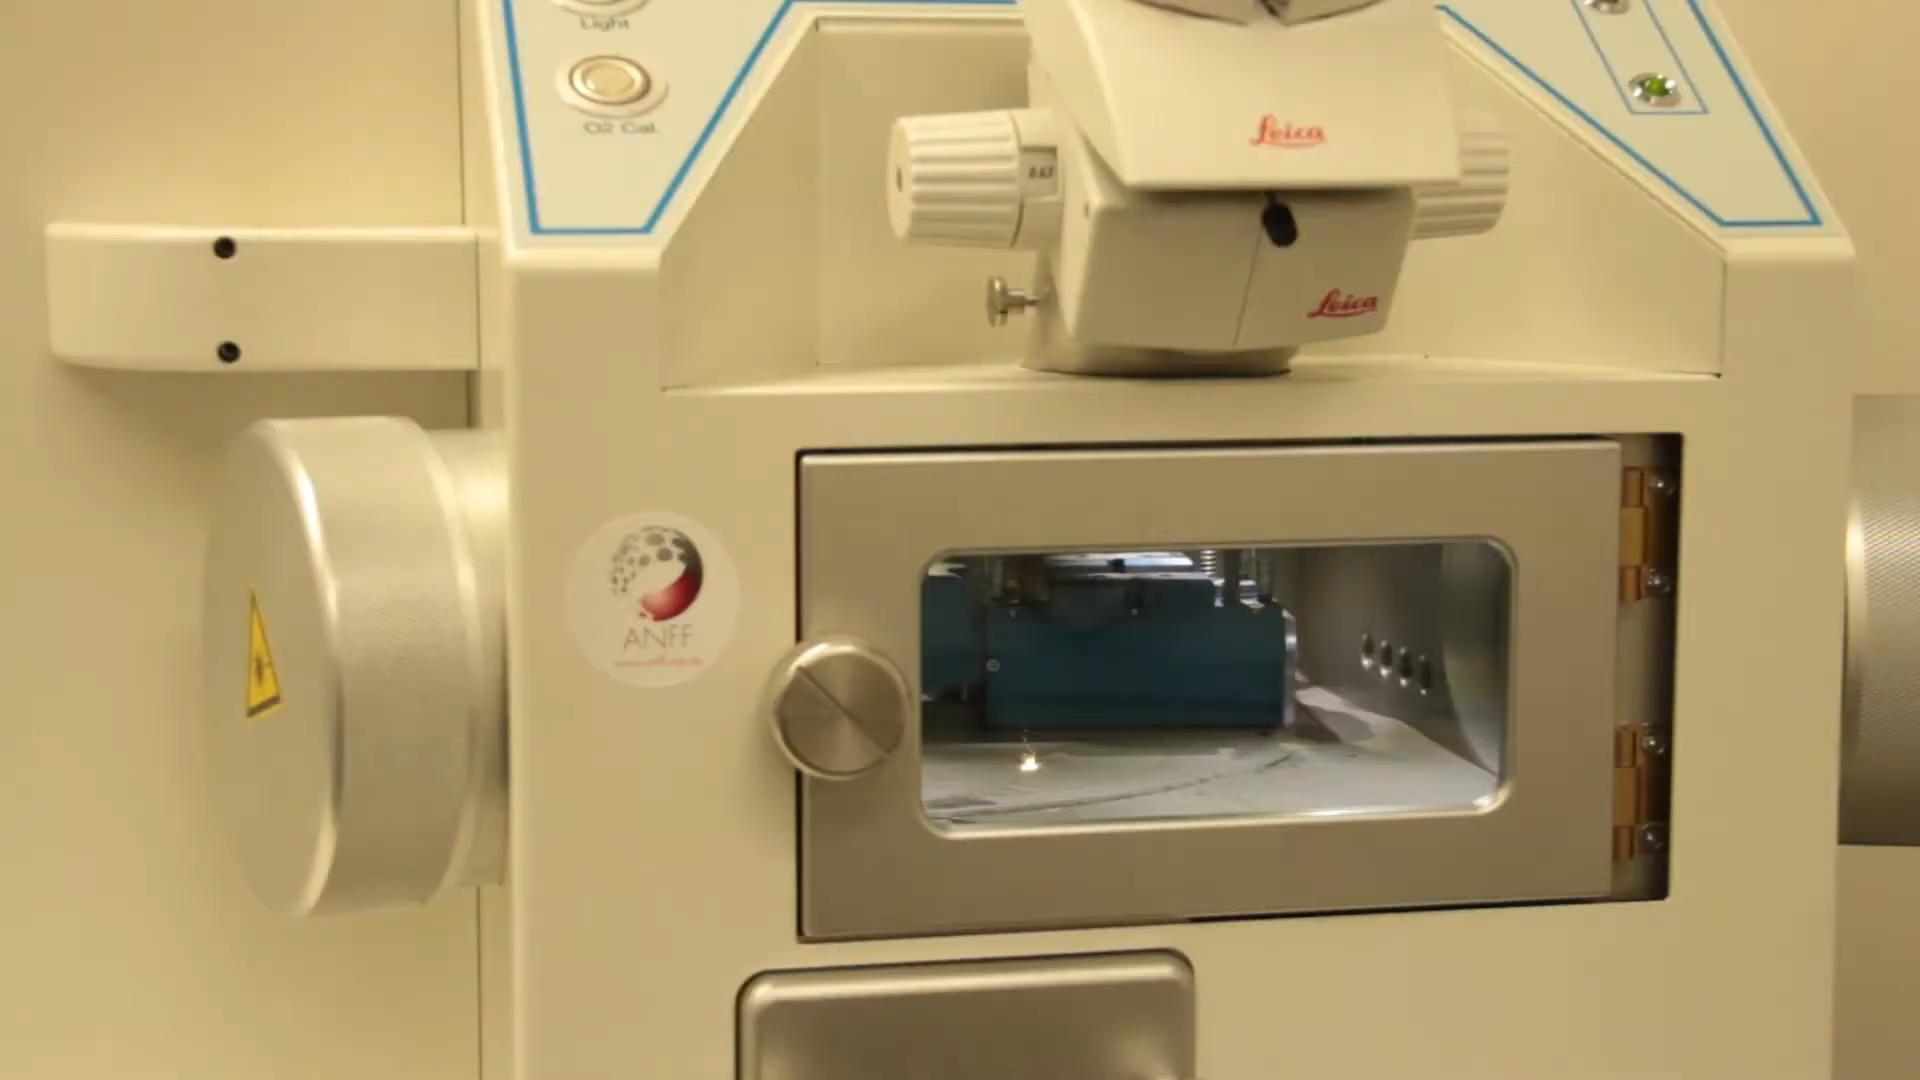 Light
O2 Cal.
Leica
Leica
ANFF